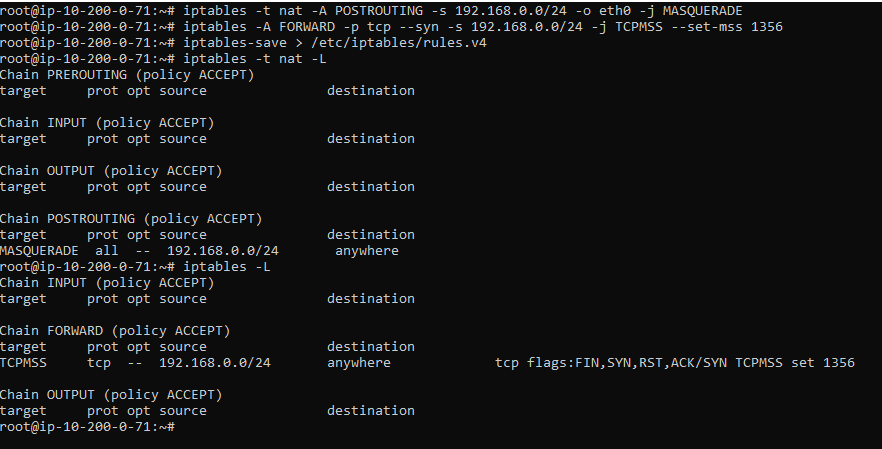 root@ip-10-200-0-71:~# iptables -t nat -A POSTROUTING -s 192.168.0.0/24 -o eth0 -j MASQUERADE
root@ip-10-200-0-71:~# iptables -A FORWARD -p tcp --syn -s 192.168.0.0/24 -j TCPMSS --set-mss 1356
root@ip-10-200-0-71:~# iptables-save > /etc/iptables/rules.v4
root@ip-10-200-0-71:~# iptables -t nat -L
Chain PREROUTING (policy ACCEPT)
target     prot opt source               destination

Chain INPUT (policy ACCEPT)
target     prot opt source               destination

Chain OUTPUT (policy ACCEPT)
target     prot opt source               destination

Chain POSTROUTING (policy ACCEPT)
target     prot opt source               destination
MASQUERADE  all  --  192.168.0.0/24       anywhere
root@ip-10-200-0-71:~# iptables -L
Chain INPUT (policy ACCEPT)
target     prot opt source               destination

Chain FORWARD (policy ACCEPT)
target     prot opt source               destination
TCPMSS     tcp  --  192.168.0.0/24       anywhere             tcp flags:FIN,SYN,RST,ACK/SYN TCPMSS set 1356

Chain OUTPUT (policy ACCEPT)
target     prot opt source               destination
root@ip-10-200-0-71:~#